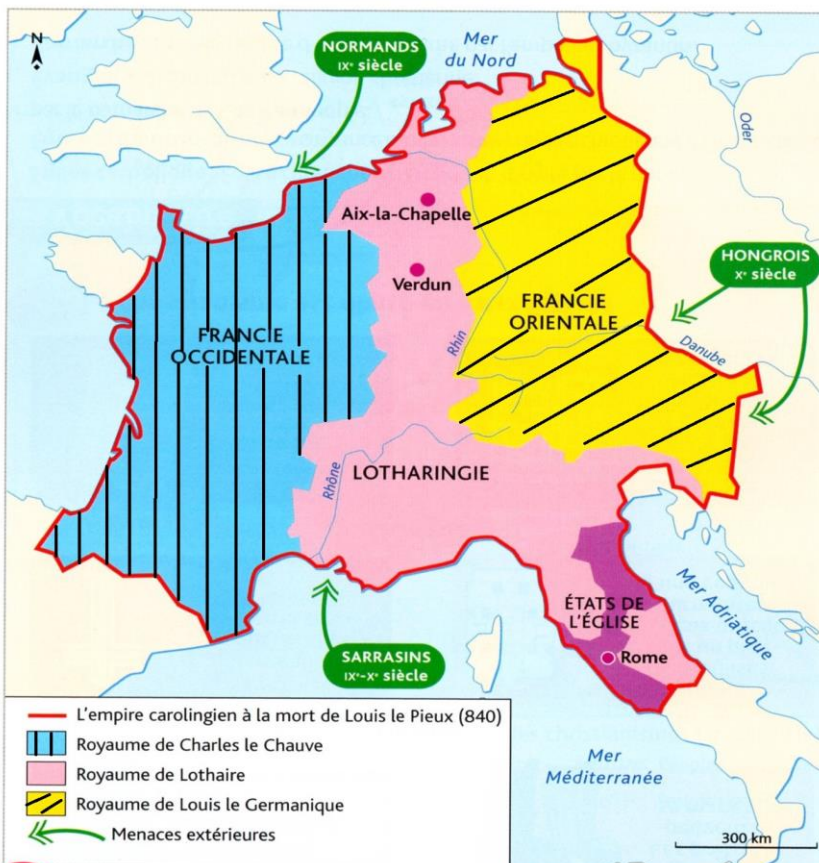 N
NORMANDS
IXᵉ siècle
Mer
du Nord
Oder
Aix-la-Chapelle
Verdun
HONGROIS
Xᵉ siècle
FRANCIE
OCCIDENTALE
FRANCIE
ORIENTALE
Rhin
Danube
LOTHARINGIE
Rhône
ÉTATS DE
L'ÉGLISE
Rome
Mer Adriatique
SARRASINS
IXᵉ-Xᵉ siècle
Mer
Méditerranée
L'empire carolingien à la mort de Louis le Pieux (840)
Royaume de Charles le Chauve
Royaume de Lothaire
Royaume de Louis le Germanique
Menaces extérieures
300 km